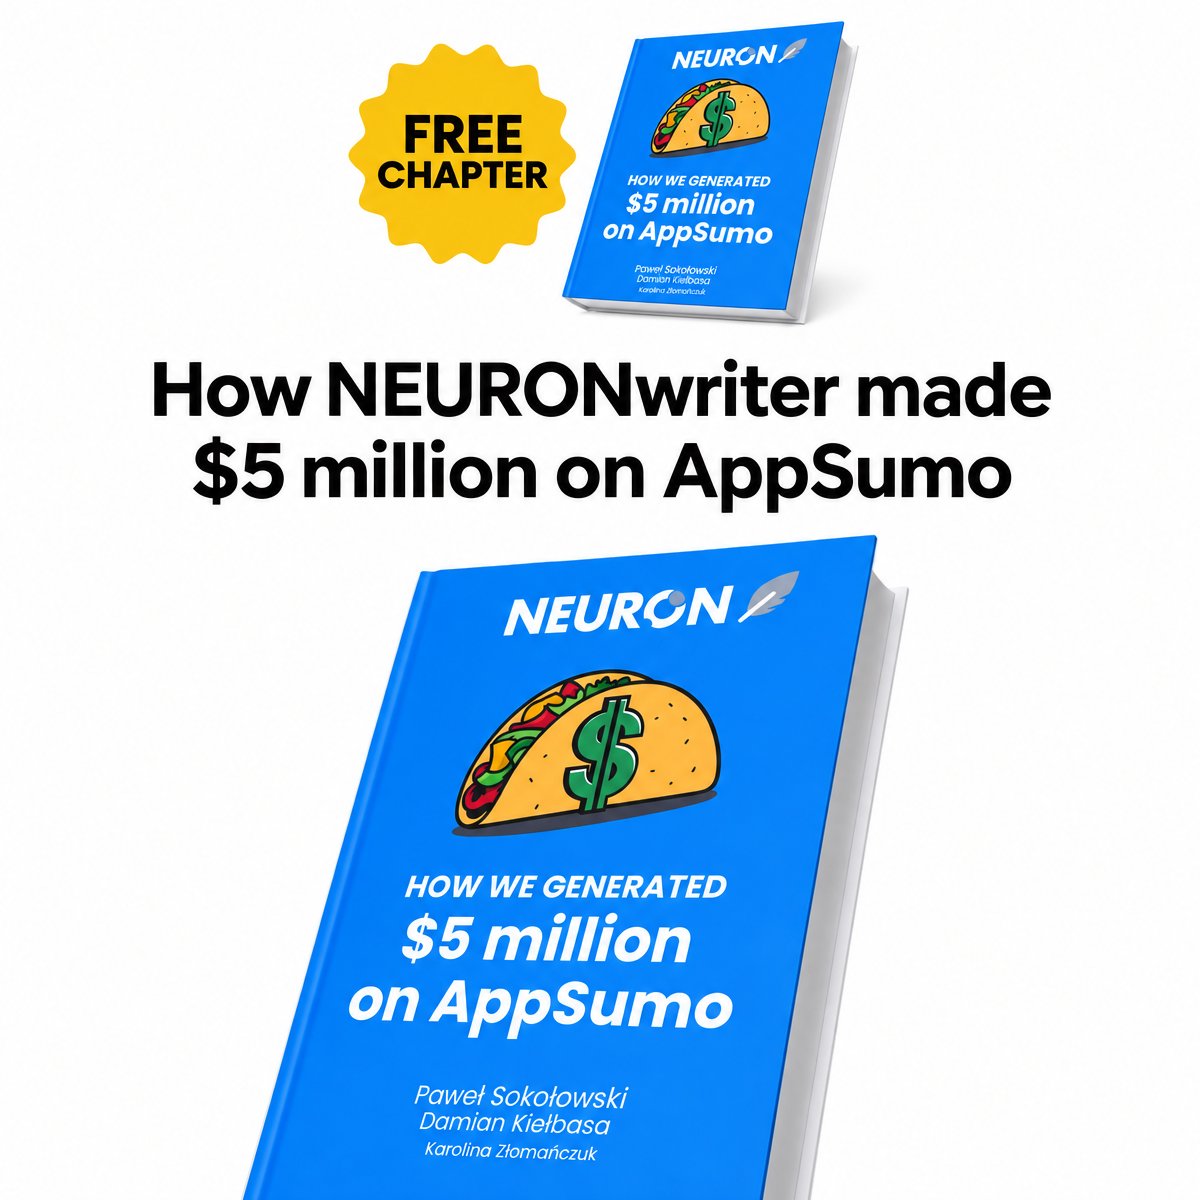 FREE
CHAPTER
NEURON
$
HOW WE GENERATED
$5 million
on AppSumo
Paweł Sokołowski
Damian Kiełbasa
Karolina Złomańczuk
How NEURONwriter made
$5 million on AppSumo
NEURON
$
HOW WE GENERATED
$5 million
on AppSumo
Paweł Sokołowski
Damian Kiełbasa
Karolina Złomańczuk